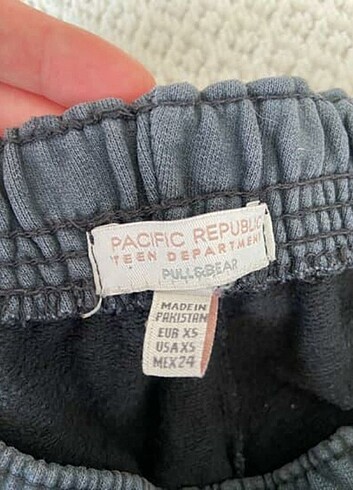 PACIFIC REPUBLIC
TEEN DEPARTMENT
PULL&BEAR
MADE IN
PAKISTAN
EUR XS
USA XS
MEX 24